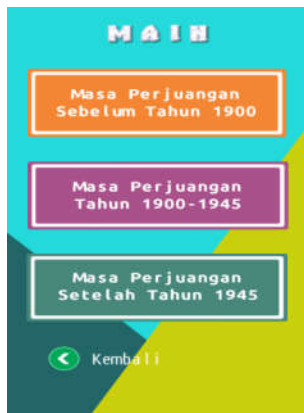 MAIN
Masa Perjuangan
Sebelum Tahun 1900
Masa Perjuangan
Tahun 1900-1945
Masa Perjuangan
Setelah Tahun 1945
Kembali